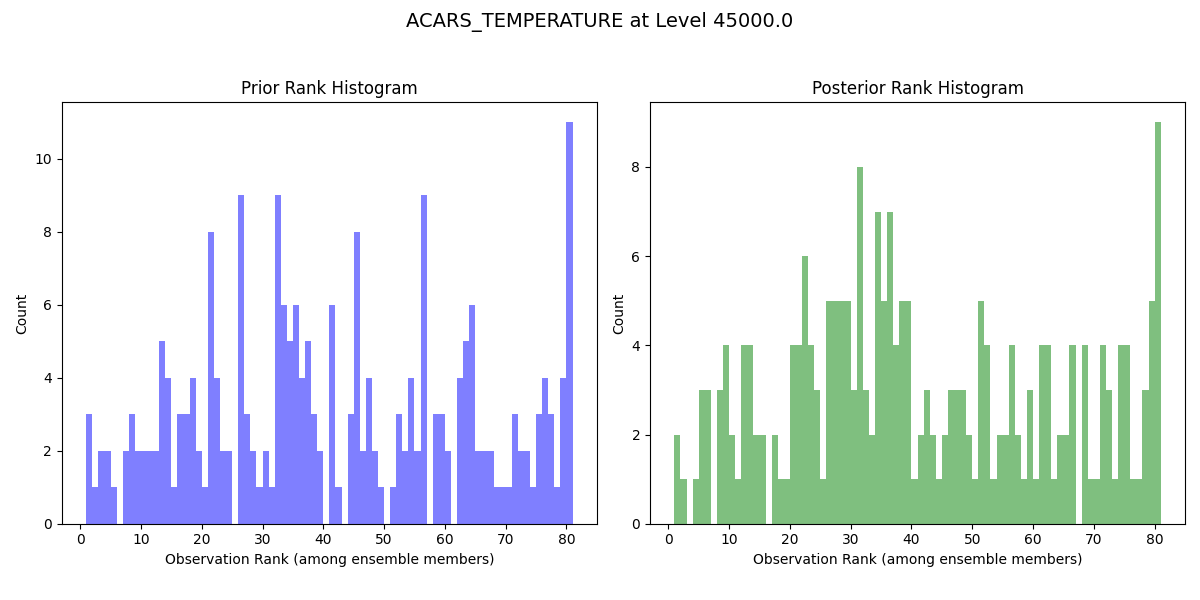 ACARS_TEMPERATURE at Level 45000.0
Prior Rank Histogram
Count
10
8
6
4
2
0
0 10 20 30 40 50 60 70 80
Observation Rank (among ensemble members)
Posterior Rank Histogram
Count
8
6
4
2
0
0 10 20 30 40 50 60 70 80
Observation Rank (among ensemble members)